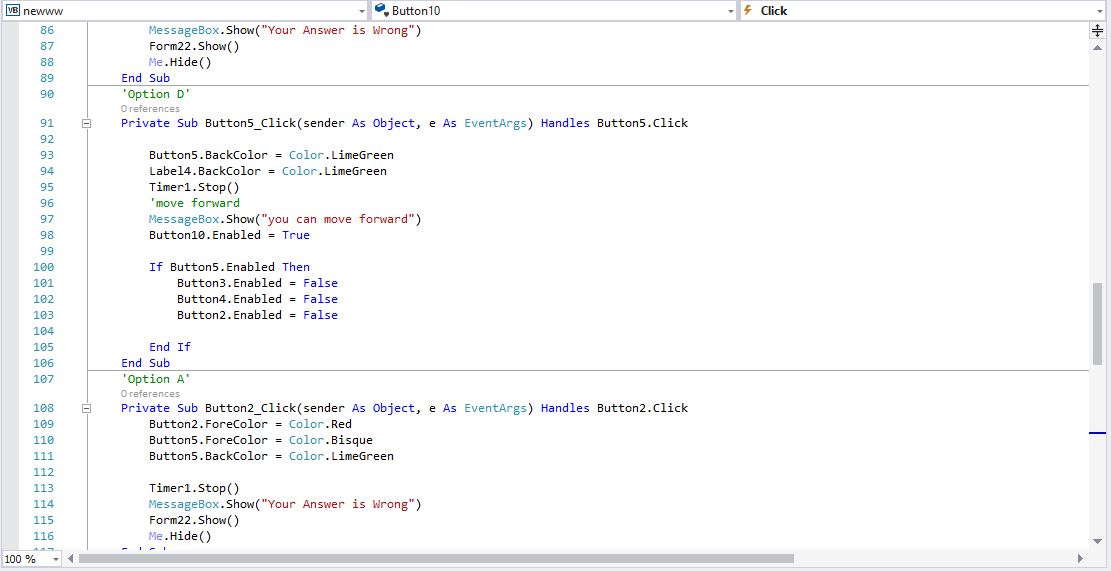 VB newww Button10 Click
86 MessageBox.Show("Your Answer is Wrong")
87 Form22.Show()
88 Me.Hide()
89 End Sub
90 'Option D'
0 references
91 Private Sub Button5_Click(sender As Object, e As EventArgs) Handles Button5.Click
92
93 Button5.BackColor = Color.LimeGreen
94 Label4.BackColor = Color.LimeGreen
95 Timer1.Stop()
96 'move forward
97 MessageBox.Show("you can move forward")
98 Button10.Enabled = True
99
100 If Button5.Enabled Then
101 Button3.Enabled = False
102 Button4.Enabled = False
103 Button2.Enabled = False
104
105 End If
106 End Sub
107 'Option A'
0 references
108 Private Sub Button2_Click(sender As Object, e As EventArgs) Handles Button2.Click
109 Button2.ForeColor = Color.Red
110 Button5.ForeColor = Color.Bisque
111 Button5.BackColor = Color.LimeGreen
112
113 Timer1.Stop()
114 MessageBox.Show("Your Answer is Wrong")
115 Form22.Show()
116 Me.Hide()
100 %